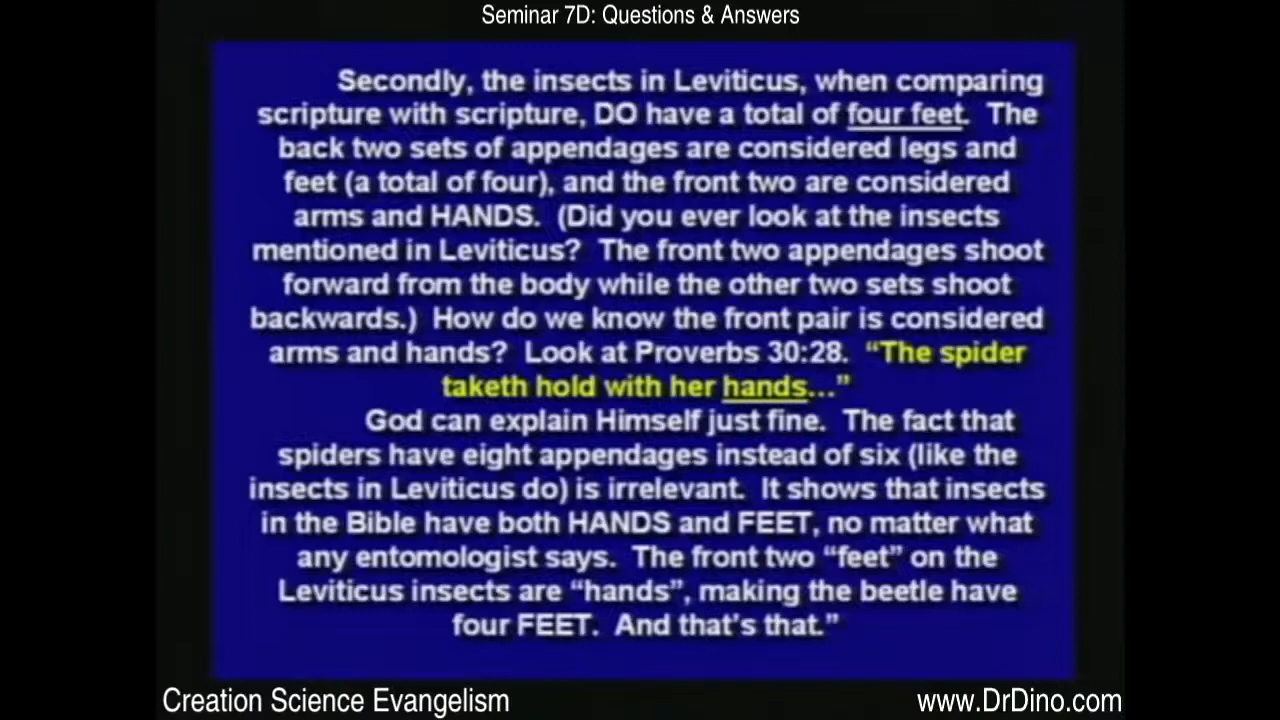 Seminar 7D: Questions & Answers
Secondly, the insects in Leviticus, when comparing
scripture with scripture, DO have a total of four feet. The
back two sets of appendages are considered legs and
feet (a total of four), and the front two are considered
arms and HANDS. (Did you ever look at the insects
mentioned in Leviticus? The front two appendages shoot
forward from the body while the other two sets shoot
backwards.) How do we know the front pair is considered
arms and hands? Look at Proverbs 30:28. “The spider
taketh hold with her hands...”
God can explain Himself just fine. The fact that
spiders have eight appendages instead of six (like the
insects in Leviticus do) is irrelevant. It shows that insects
in the Bible have both HANDS and FEET, no matter what
any entomologist says. The front two “feet” on the
Leviticus insects are “hands”, making the beetle have
four FEET. And that’s that.”
Creation Science Evangelism
www.DrDino.com